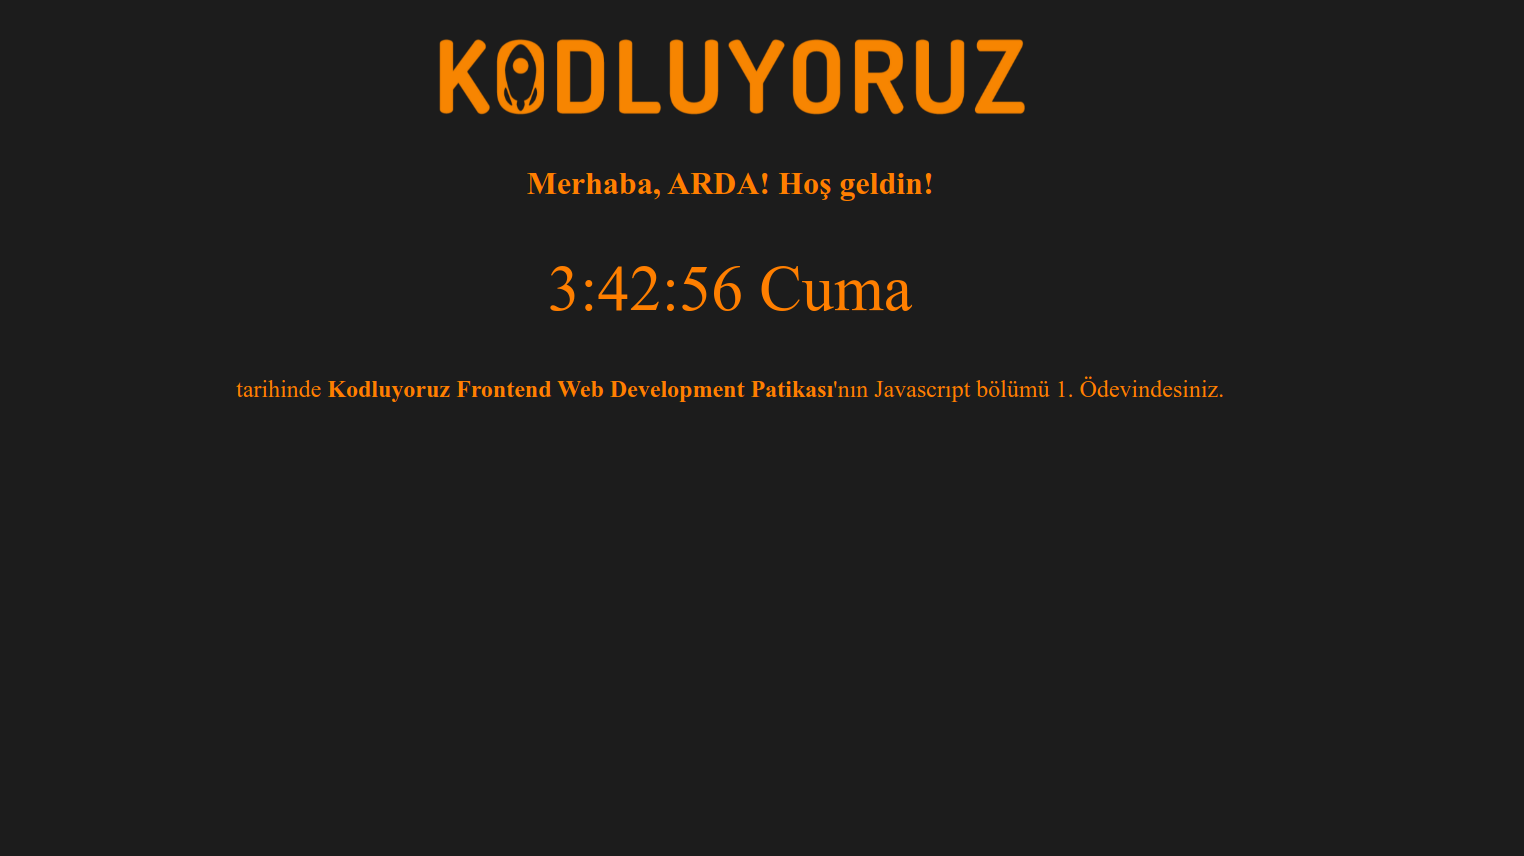 KODLUYORUZ
Merhaba, ARDA! Hoş geldin!
3:42:56 Cuma
tarihinde Kodluyoruz Frontend Web Development Patikası'nın Javascrıpt bölümü 1. Ödevindesiniz.